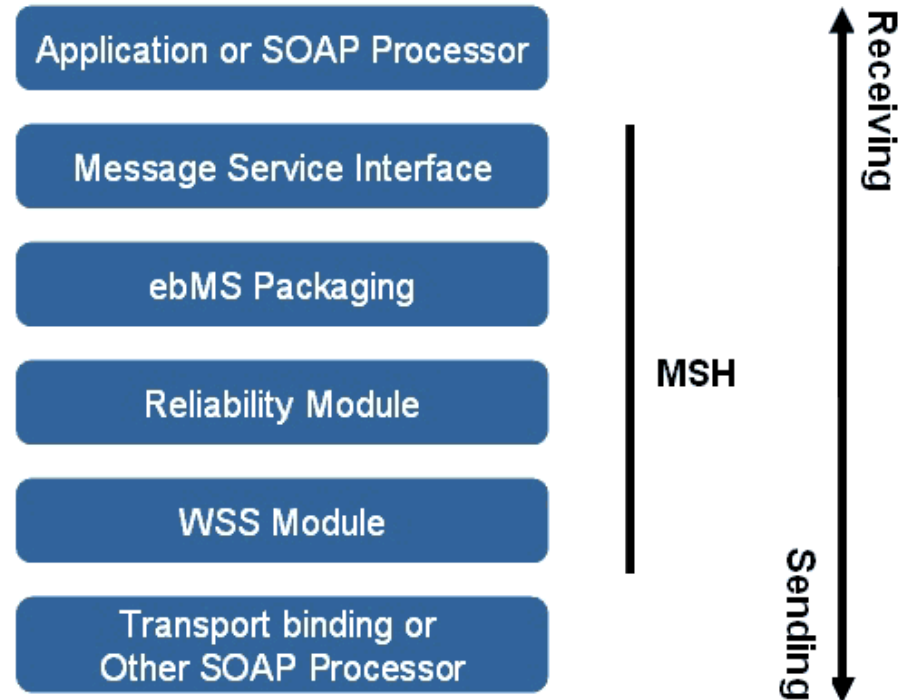 Application or SOAP Processor
Message Service Interface
ebMS Packaging
Reliability Module
WSS Module
Transport binding or
Other SOAP Processor
MSH
Receiving
Sending